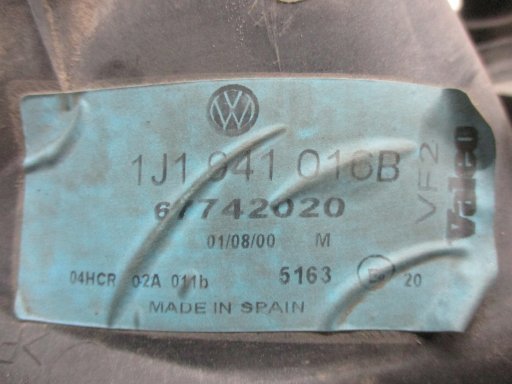 1J1 941 016B
67742020
01/08/00 M
04HCR 02A 011b 5163 20
MADE IN SPAIN
VF2
Valeo